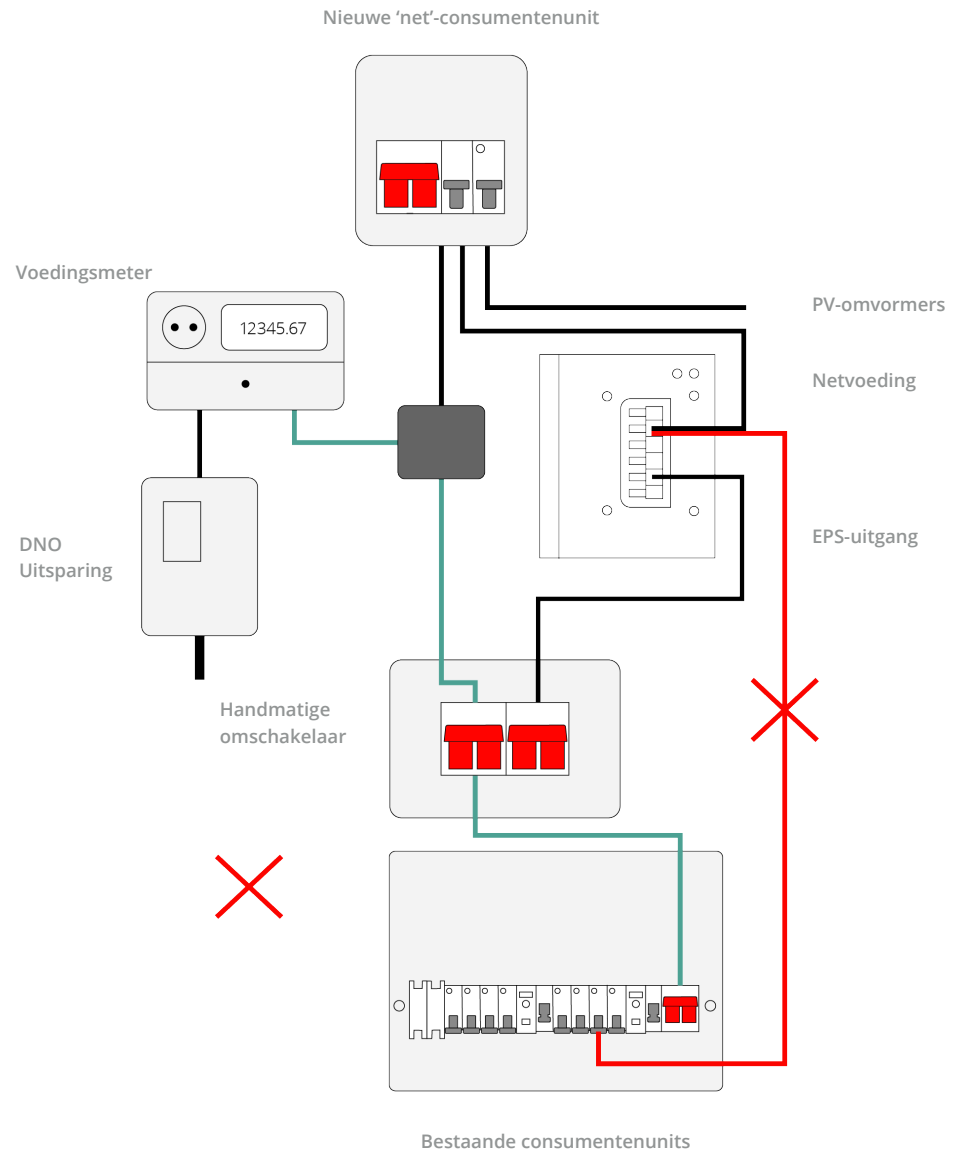 Nieuwe ‘net’-consumentenunit
Voedingsmeter
12345.67
PV-omvormers
Netvoeding
DNO
Uitsparing
EPS-uitgang
Handmatige
omschakelaar
Bestaande consumentenunits